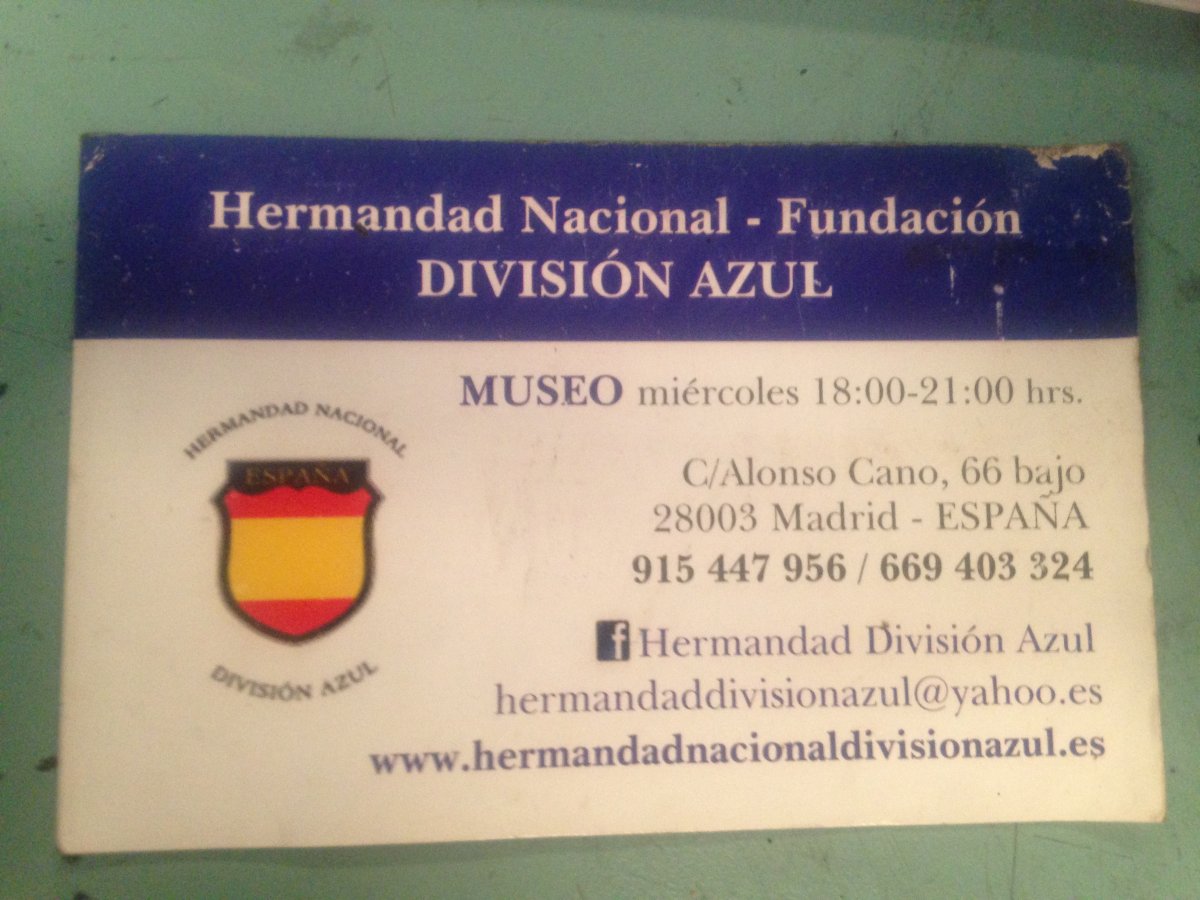 Hermandad Nacional - Fundación
DIVISIÓN AZUL
MUSEO miércoles 18:00-21:00 hrs.
HERMANDAD NACIONAL
ESPAÑA
DIVISIÓN AZUL
C/Alonso Cano, 66 bajo
28003 Madrid - ESPAÑA
915 447 956 / 669 403 324
f Hermandad División Azul
hermandaddivisionazul@yahoo.es
www.hermandadnacionaldivisionazul.es